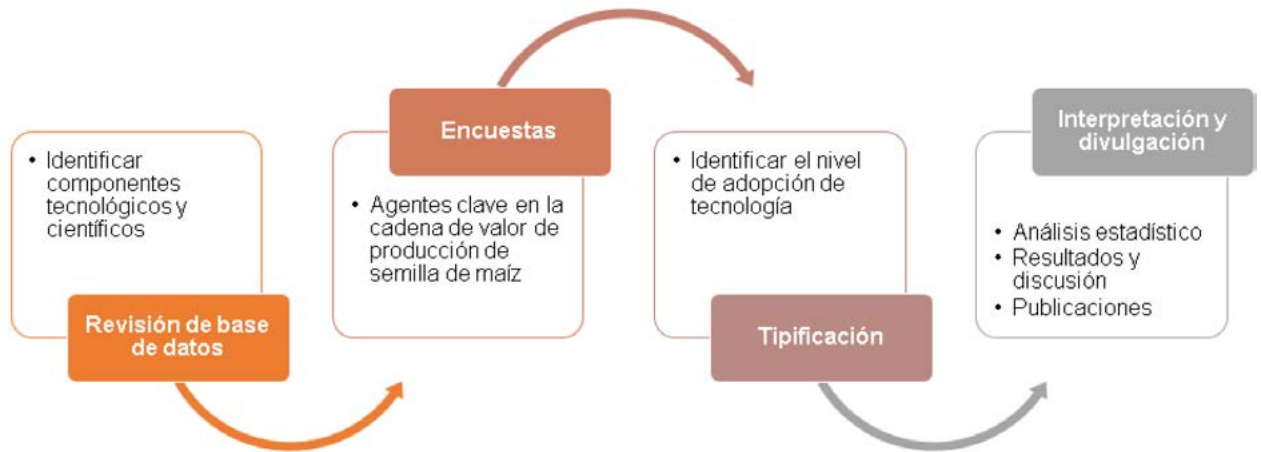 • Identificar
componentes
tecnológicos y
científicos
Revisión de base
de datos
Encuestas
• Agentes clave en la
cadena de valor de
producción de
semilla de maíz
• Identificar el nivel
de adopción de
tecnología
Tipificación
Interpretación y
divulgación
• Análisis estadístico
• Resultados y
discusión
• Publicaciones